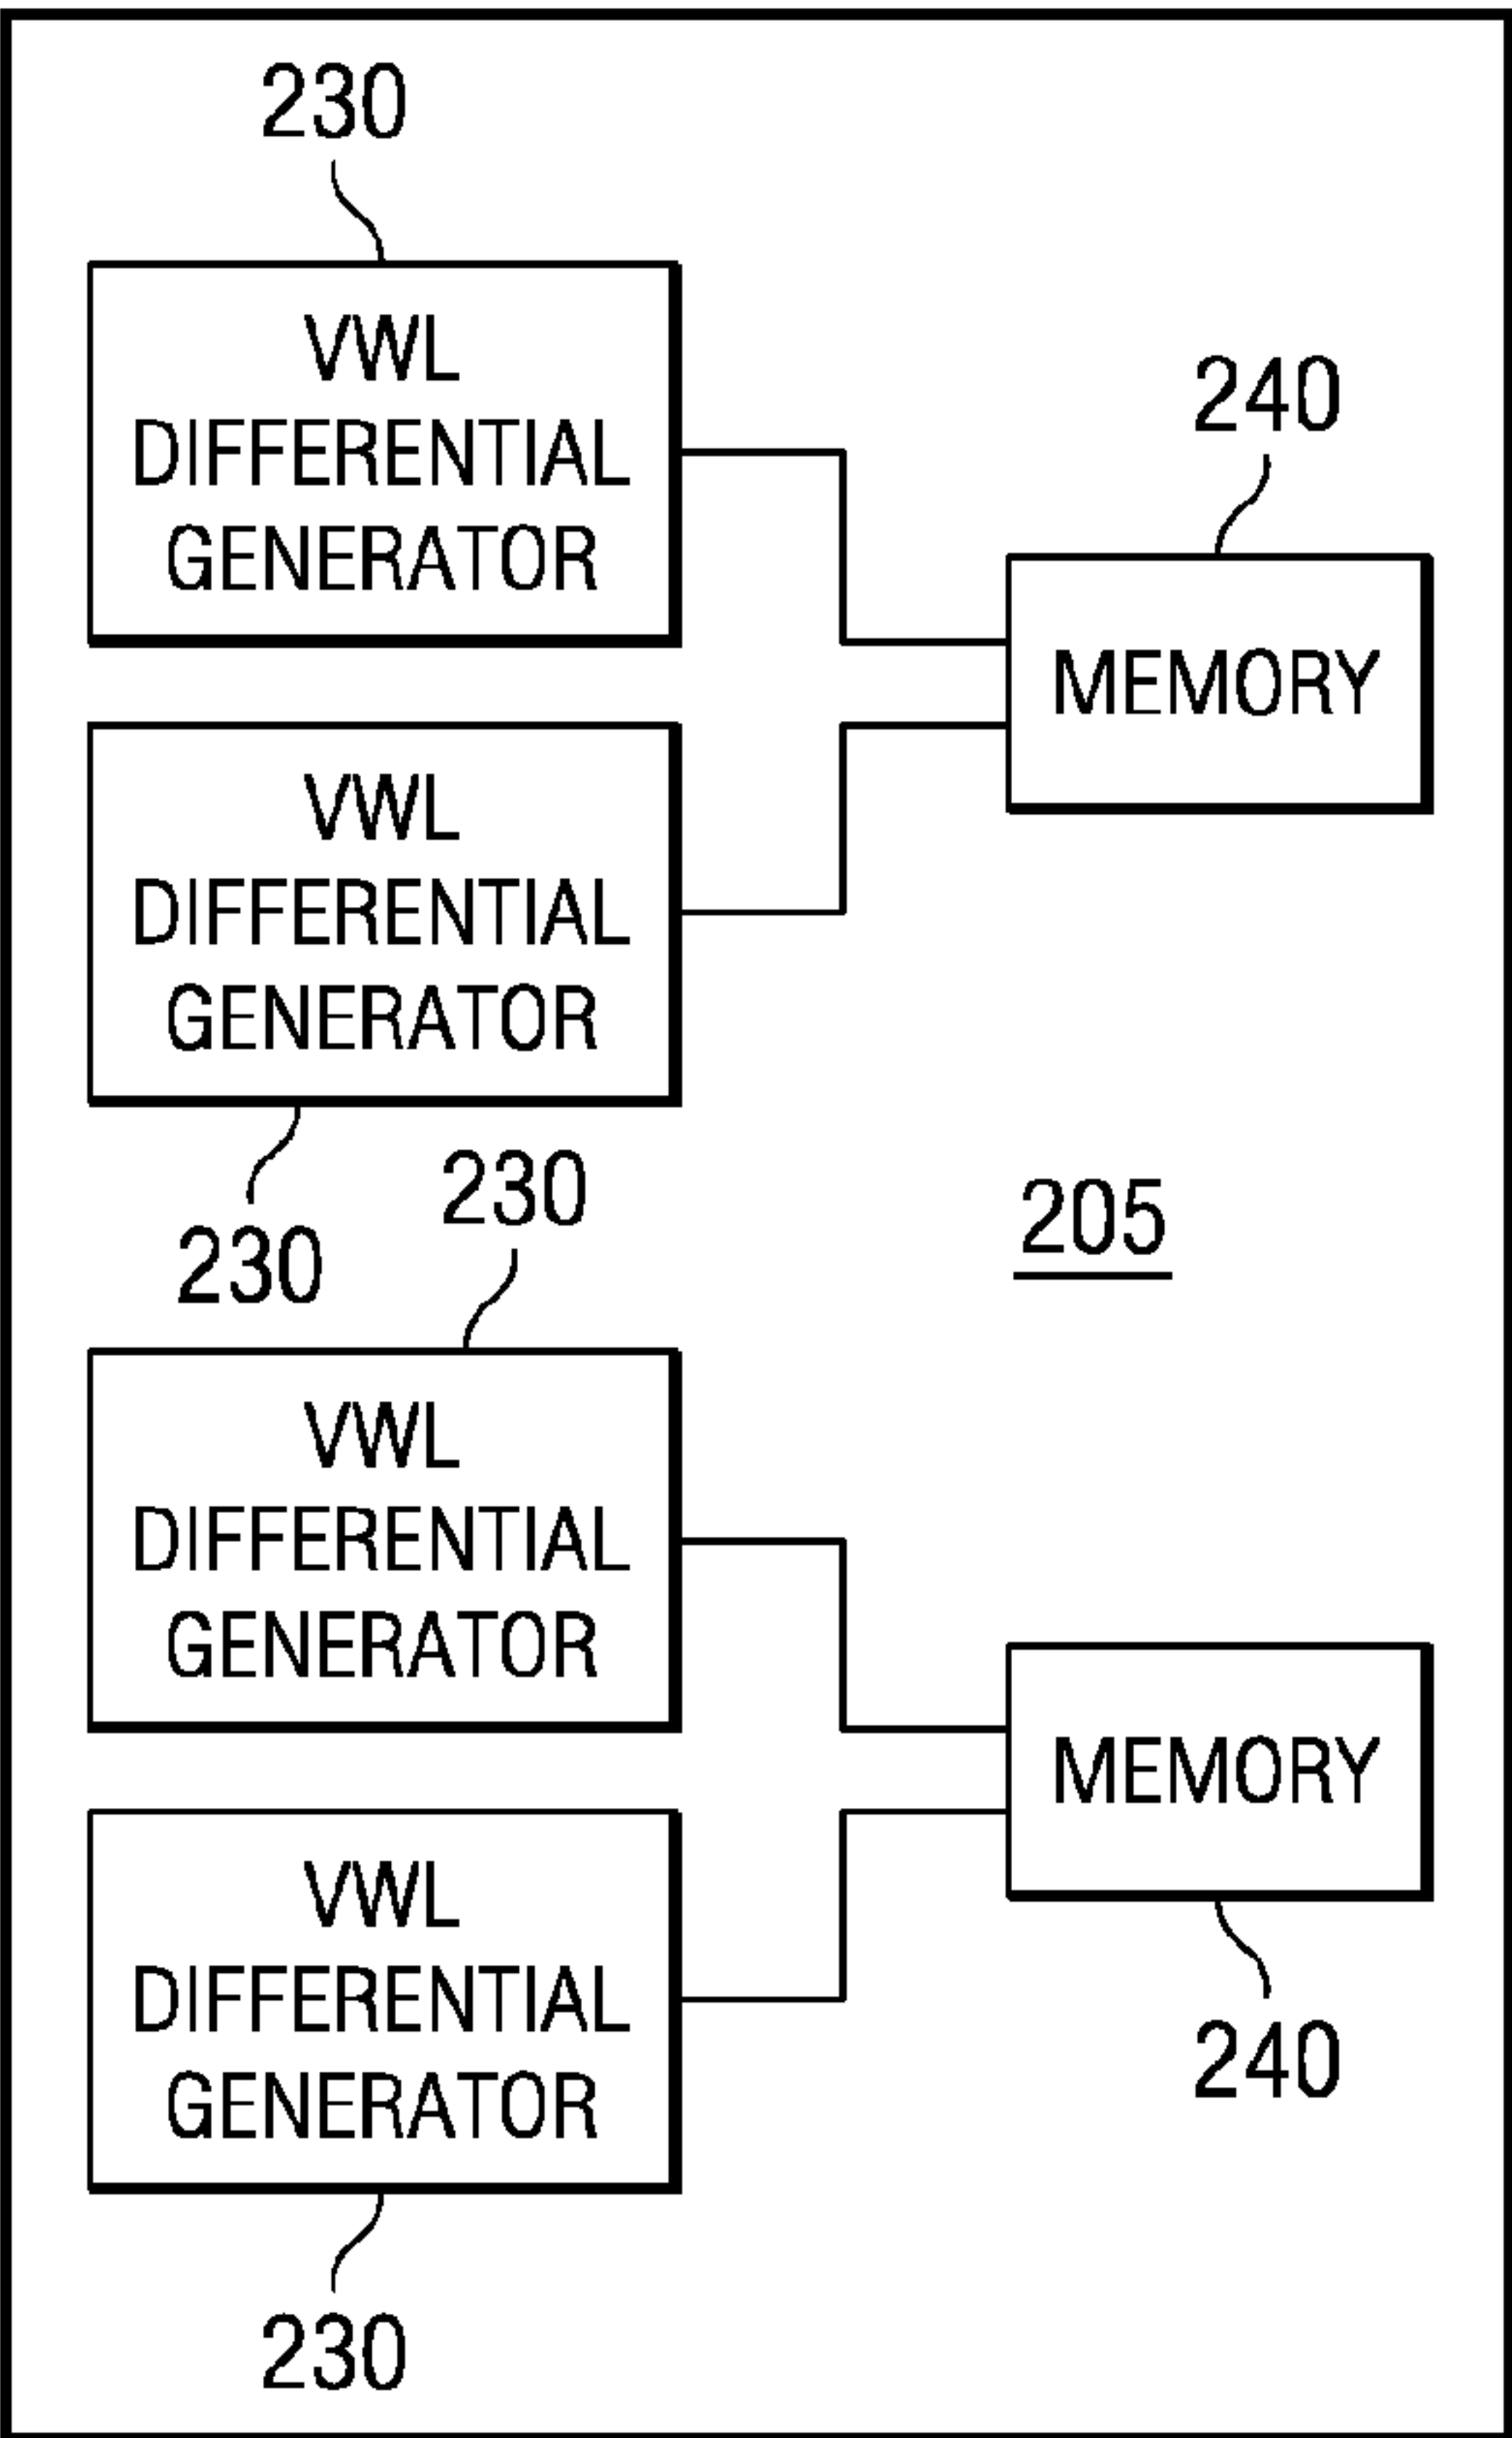 230
VWL
DIFFERENTIAL
GENERATOR
240
MEMORY
VWL
DIFFERENTIAL
GENERATOR
230
230
205
VWL
DIFFERENTIAL
GENERATOR
MEMORY
240
VWL
DIFFERENTIAL
GENERATOR
230